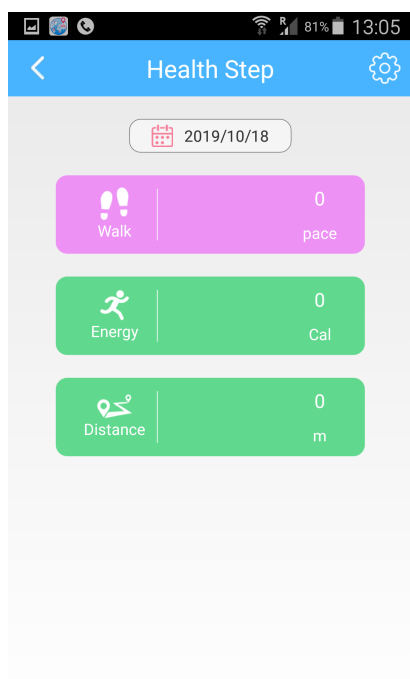 R 81% 13:05
Health Step
2019/10/18
0
Walk pace
0
Energy Cal
0
Distance m